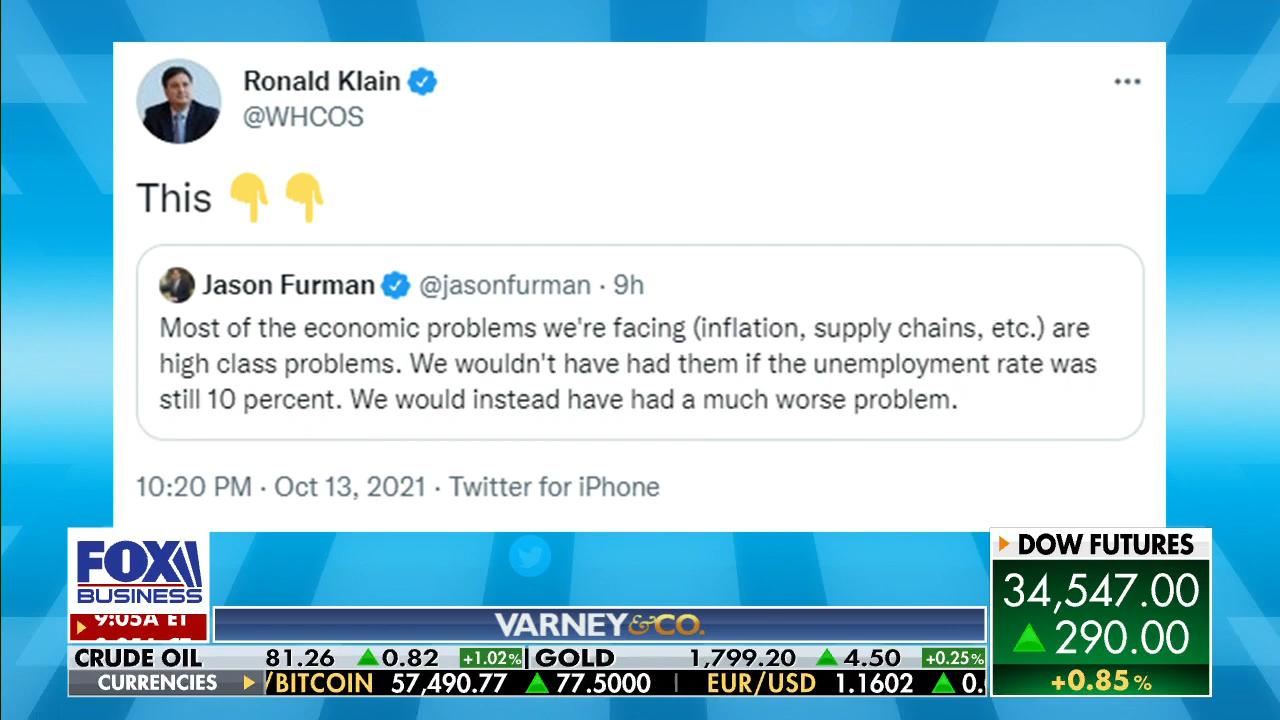 Ronald Klain
@WHCOS
This
Jason Furman @jasonfurman · 9h
Most of the economic problems we're facing (inflation, supply chains, etc.) are
high class problems. We wouldn't have had them if the unemployment rate was
still 10 percent. We would instead have had a much worse problem.
10:20 PM · Oct 13, 2021 · Twitter for iPhone
FOX
BUSINESS
9:05A ET
VARNEY & CO.
DOW FUTURES
34,547.00
290.00
+0.85%
CRUDE OIL 81.26 0.82 +1.02% GOLD 1,799.20 4.50 +0.25%
CURRENCIES /BITCOIN 57,490.77 77.5000 | EUR/USD 1.1602 0.